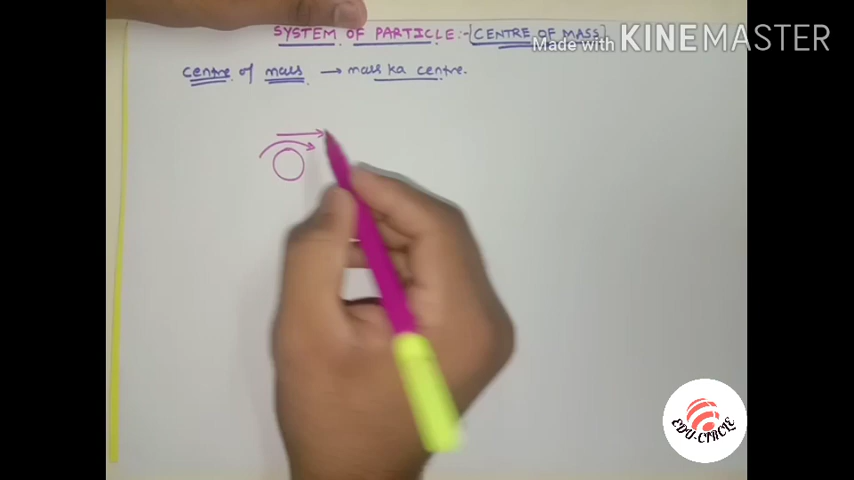 SYSTEM OF PARTICLE:-[CENTRE OF MASS].
Made with KINEMASTER
centre of mass → mass ka centre.
EDU-CIRCLE